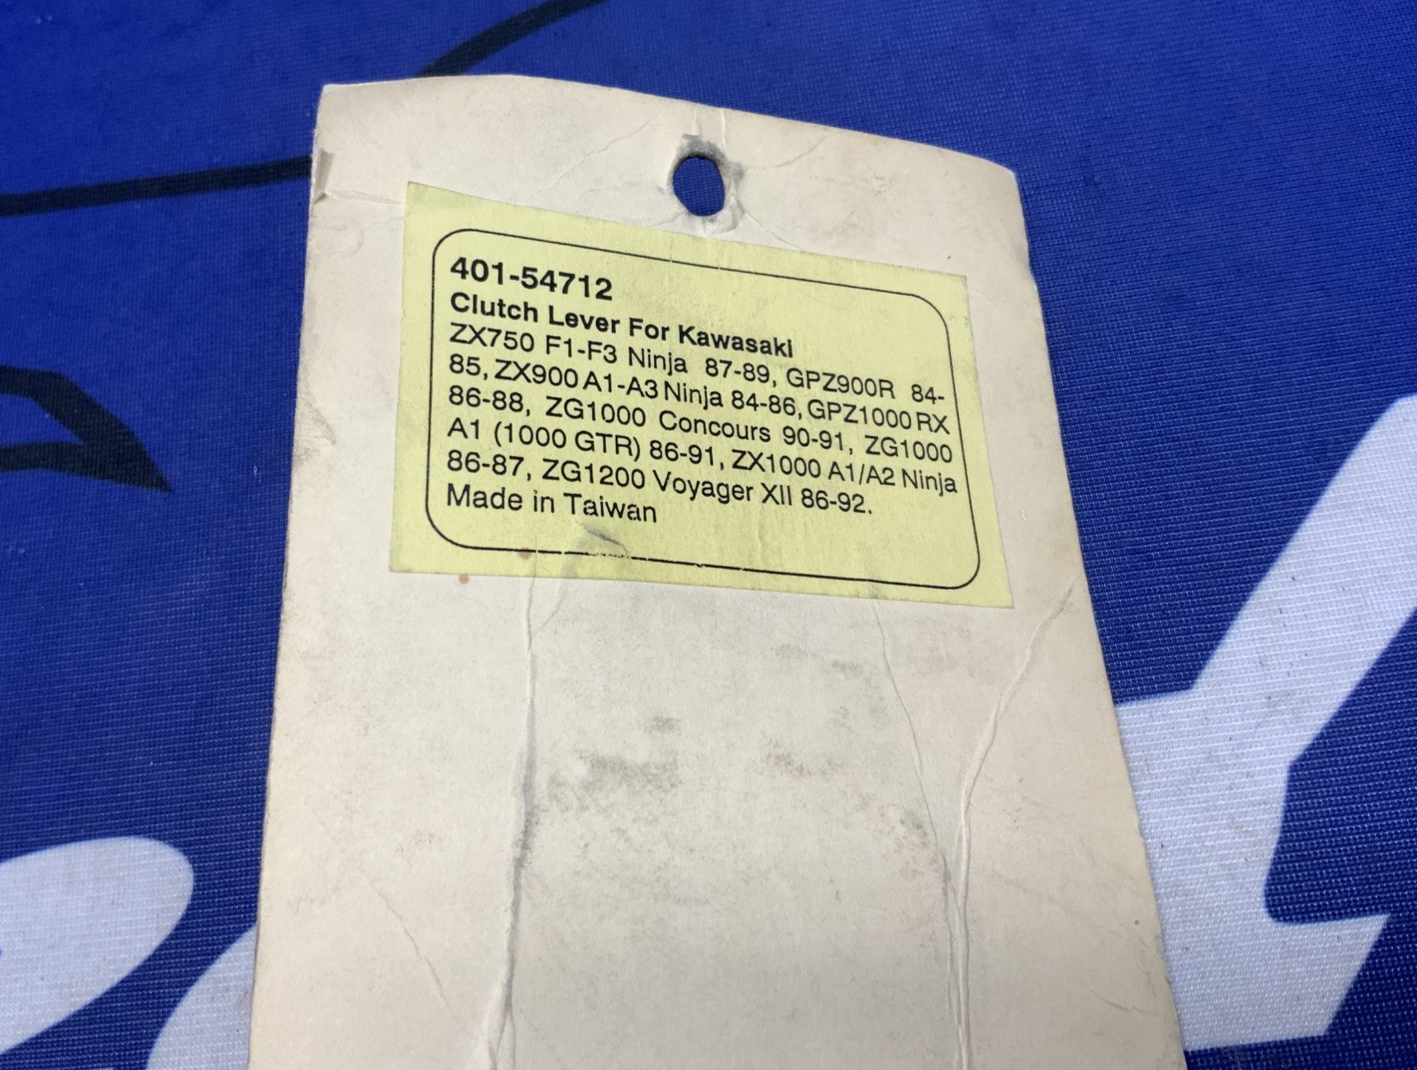 401-54712
Clutch Lever For Kawasaki
ZX750 F1-F3 Ninja 87-89, GPZ900R 84-
85, ZX900 A1-A3 Ninja 84-86, GPZ1000 RX
86-88, ZG1000 Concours 90-91, ZG1000
A1 (1000 GTR) 86-91, ZX1000 A1/A2 Ninja
86-87, ZG1200 Voyager XII 86-92.
Made in Taiwan